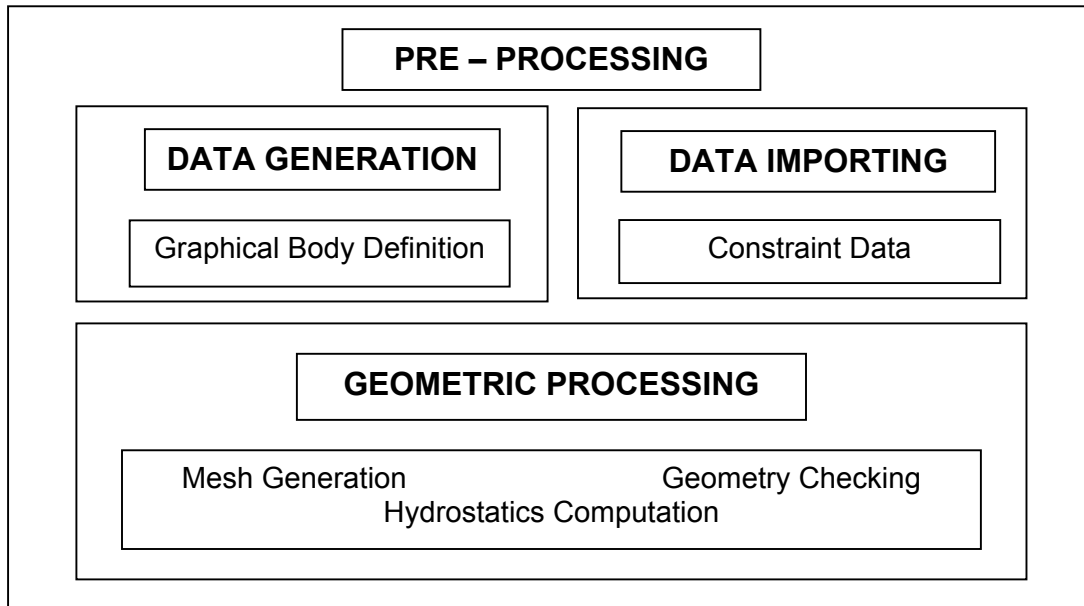 PRE – PROCESSING
DATA GENERATION
Graphical Body Definition
DATA IMPORTING
Constraint Data
GEOMETRIC PROCESSING
Mesh Generation Geometry Checking
Hydrostatics Computation